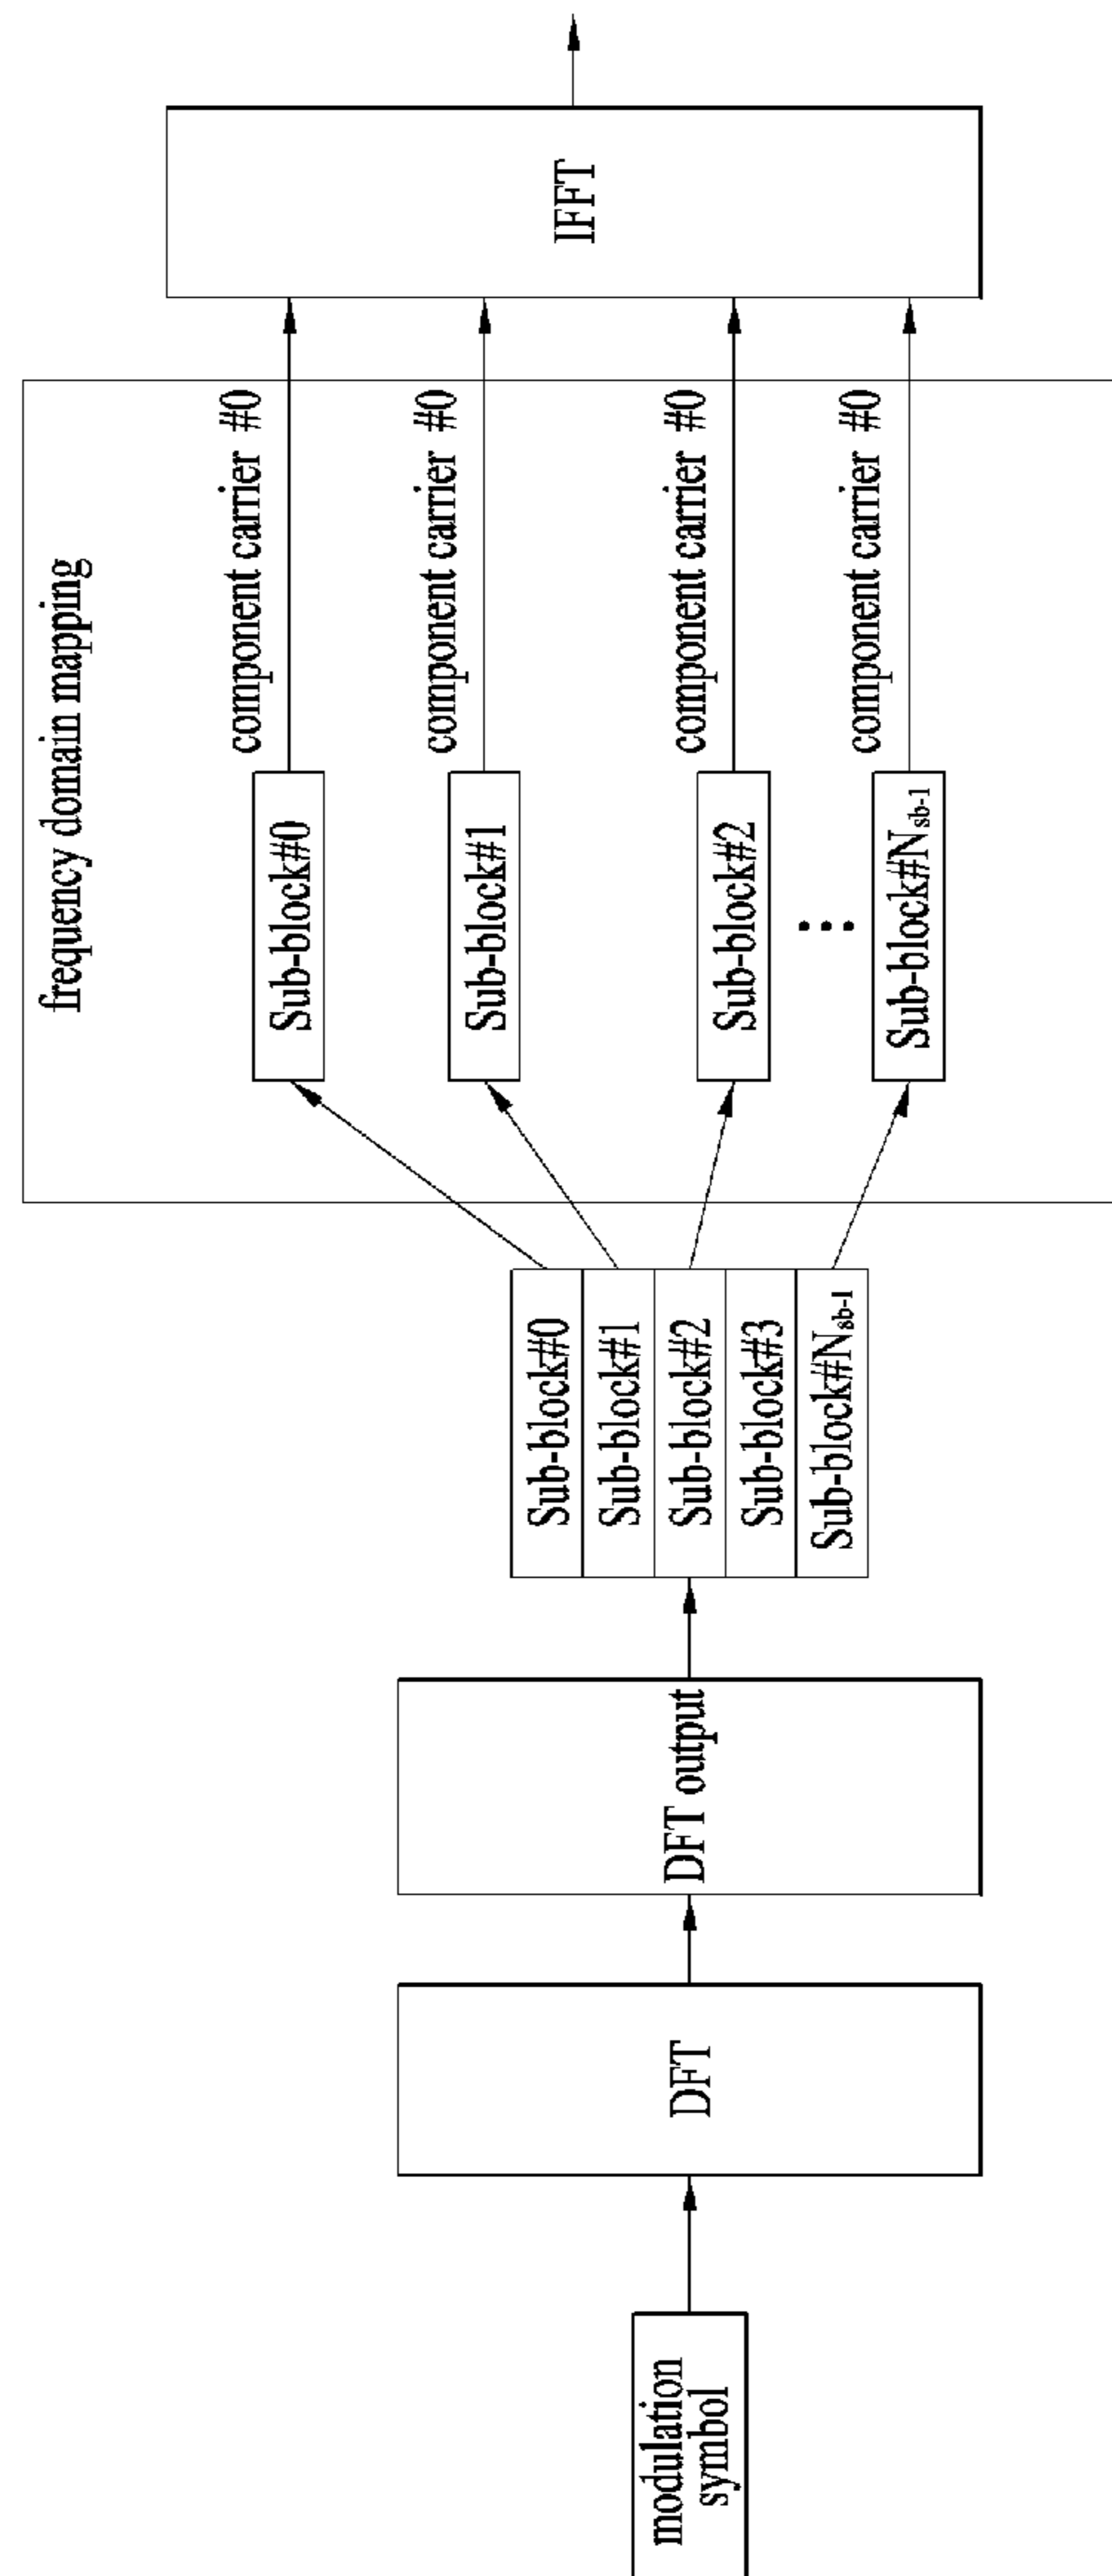 modulation
symbol
DFT
DFT output
Sub-block#0
Sub-block#1
Sub-block#2
Sub-block#3
Sub-block#Nsb-1
frequency domain mapping
Sub-block#0
component carrier #0
Sub-block#1
component carrier #0
Sub-block#2
component carrier #0
Sub-block#Nsb-1
component carrier #0
IFFT